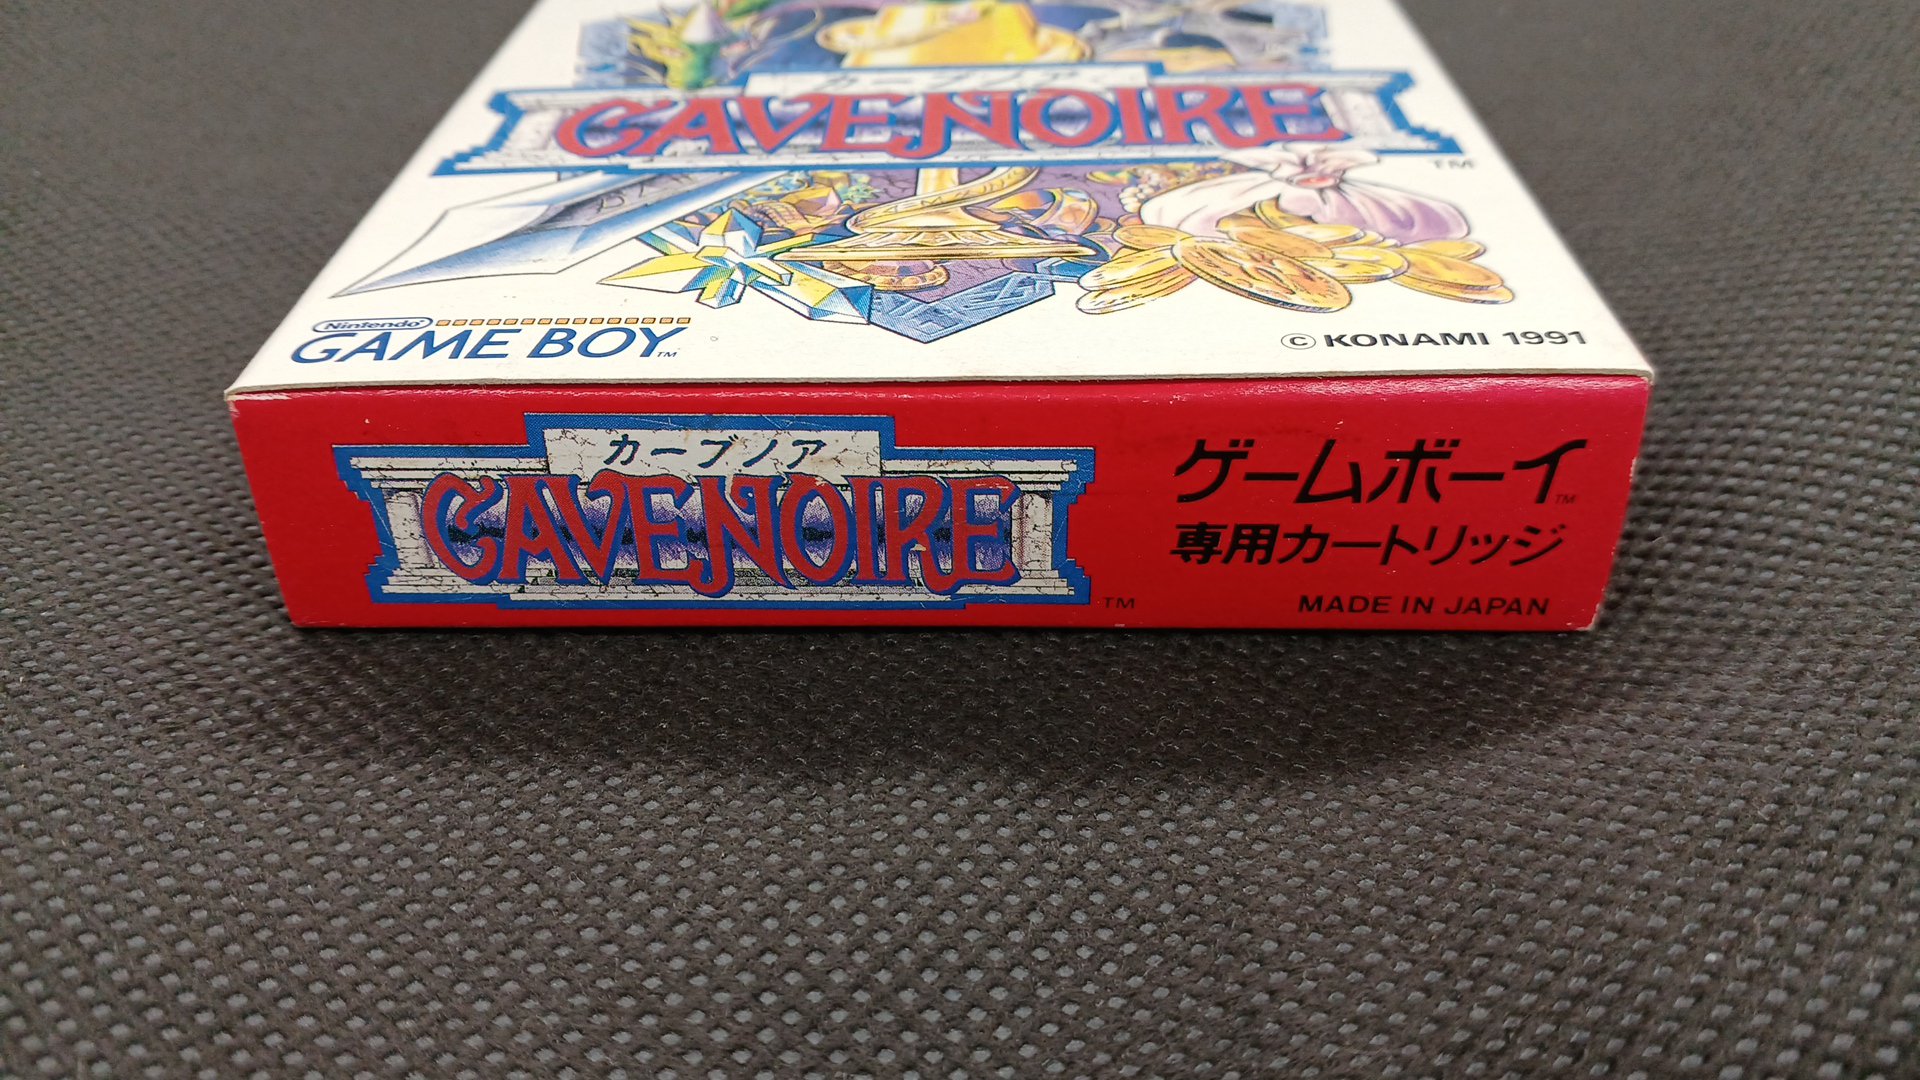 カーブノア
CAVENOIRE
TM
Nintendo
GAME BOY TM
© KONAMI 1991
カーブノア
CAVENOIRE
TM
ゲームボーイ TM
専用カートリッジ
MADE IN JAPAN